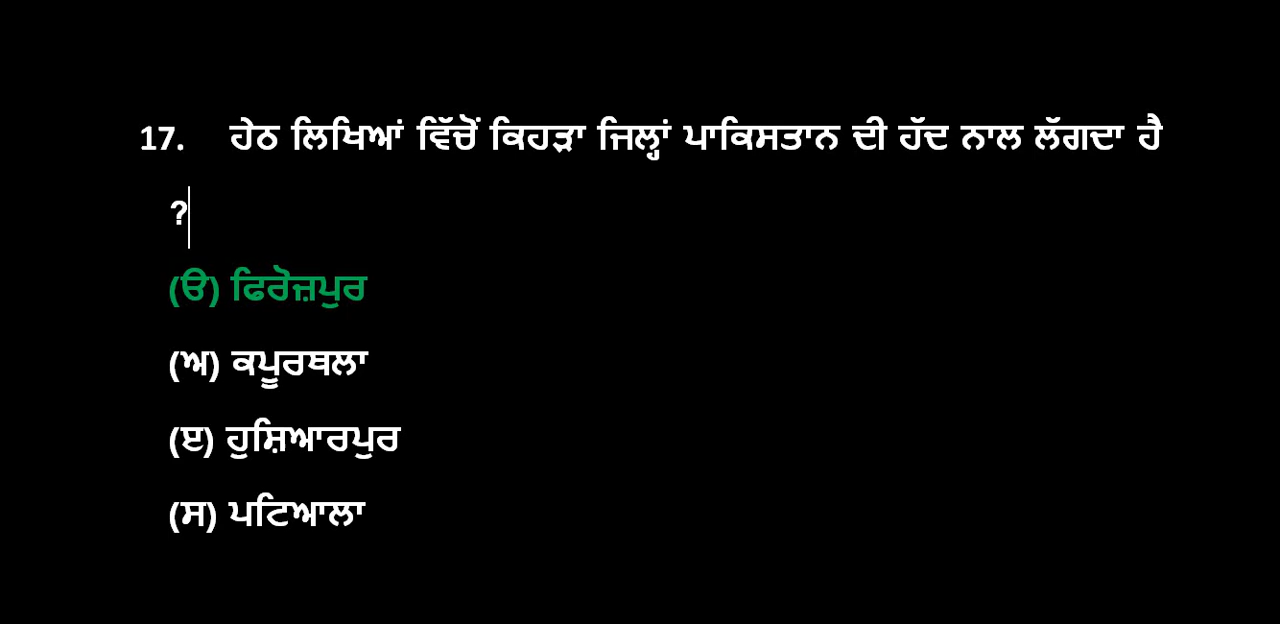 17. ਹੇਠ ਲਿਖਿਆਂ ਵਿੱਚੋਂ ਕਿਹੜਾ ਜਿਲ੍ਹਾਂ ਪਾਕਿਸਤਾਨ ਦੀ ਹੱਦ ਨਾਲ ਲੱਗਦਾ ਹੈ
?
(ੳ) ਫਿਰੋਜ਼ਪੁਰ
(ਅ) ਕਪੂਰਥਲਾ
(ੲ) ਹੁਸ਼ਿਆਰਪੁਰ
(ਸ) ਪਟਿਆਲਾ